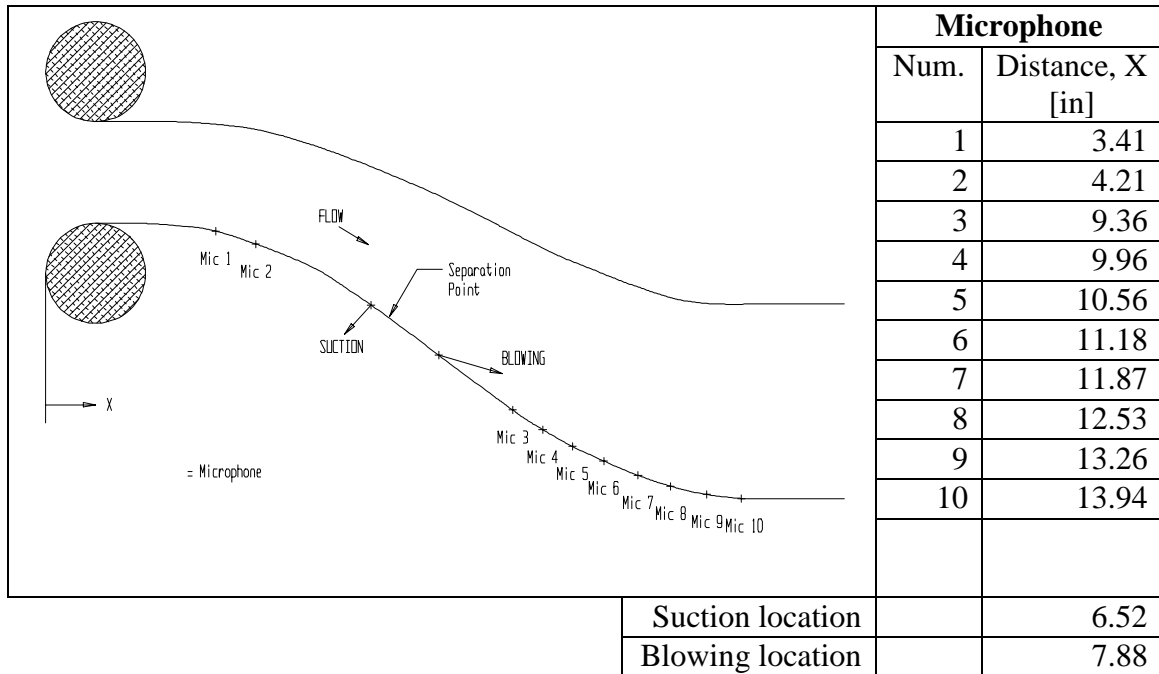 Microphone
Num. Distance, X
[in]
1 3.41
2 4.21
3 9.36
4 9.96
5 10.56
6 11.18
7 11.87
8 12.53
9 13.26
10 13.94
FLOW
Mic 1
Mic 2
Separation
Point
SUCTION
BLOWING
X
Mic 3
Mic 4
Mic 5
Mic 6
Mic 7
Mic 8
Mic 9
Mic 10
= Microphone
Suction location 6.52
Blowing location 7.88